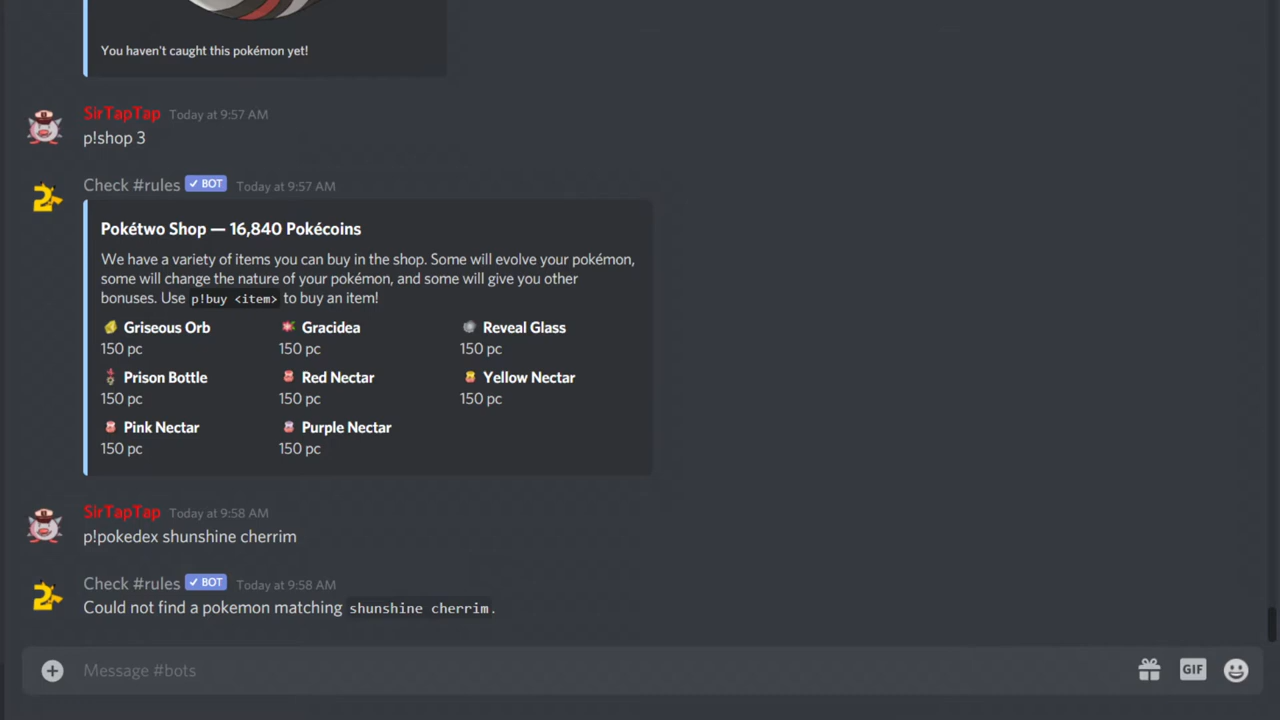 You haven't caught this pokémon yet!
SirTapTap Today at 9:57 AM
p!shop 3
Check #rules ✓ BOT Today at 9:57 AM
Pokétwo Shop — 16,840 Pokécoins
We have a variety of items you can buy in the shop. Some will evolve your pokémon,
some will change the nature of your pokémon, and some will give you other
bonuses. Use p!buy <item> to buy an item!
Griseous Orb Gracidea Reveal Glass
150 pc 150 pc 150 pc
Prison Bottle Red Nectar Yellow Nectar
150 pc 150 pc 150 pc
Pink Nectar Purple Nectar
150 pc 150 pc
SirTapTap Today at 9:58 AM
p!pokedex shunshine cherrim
Check #rules ✓ BOT Today at 9:58 AM
Could not find a pokemon matching shunshine cherrim.
Message #bots GIF